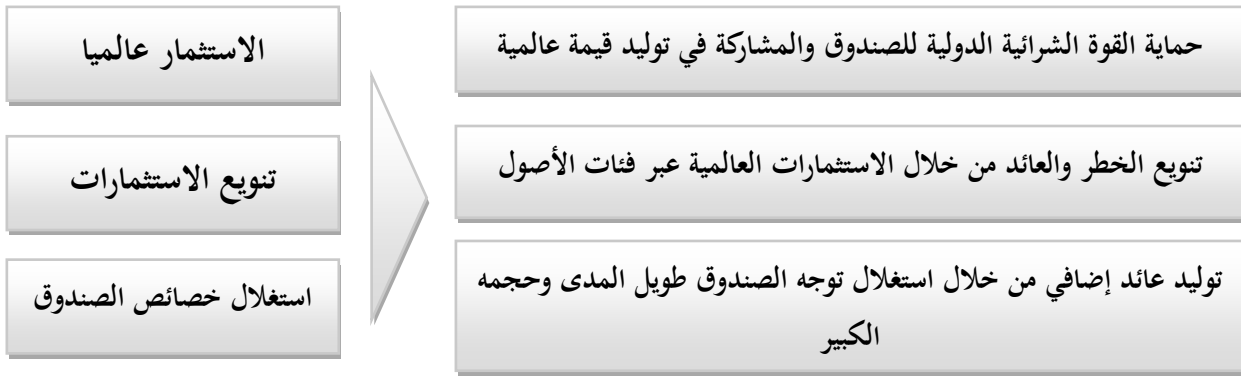 الاستثمار عالميا
حماية القوة الشرائية الدولية للصندوق والمشاركة في توليد قيمة عالمية
تنويع الاستثمارات
تنويع الخطر والعائد من خلال الاستثمارات العالمية عبر فئات الأصول
استغلال خصائص الصندوق
توليد عائد إضافي من خلال استغلال توجه الصندوق طويل المدى وحجمه
الكبير